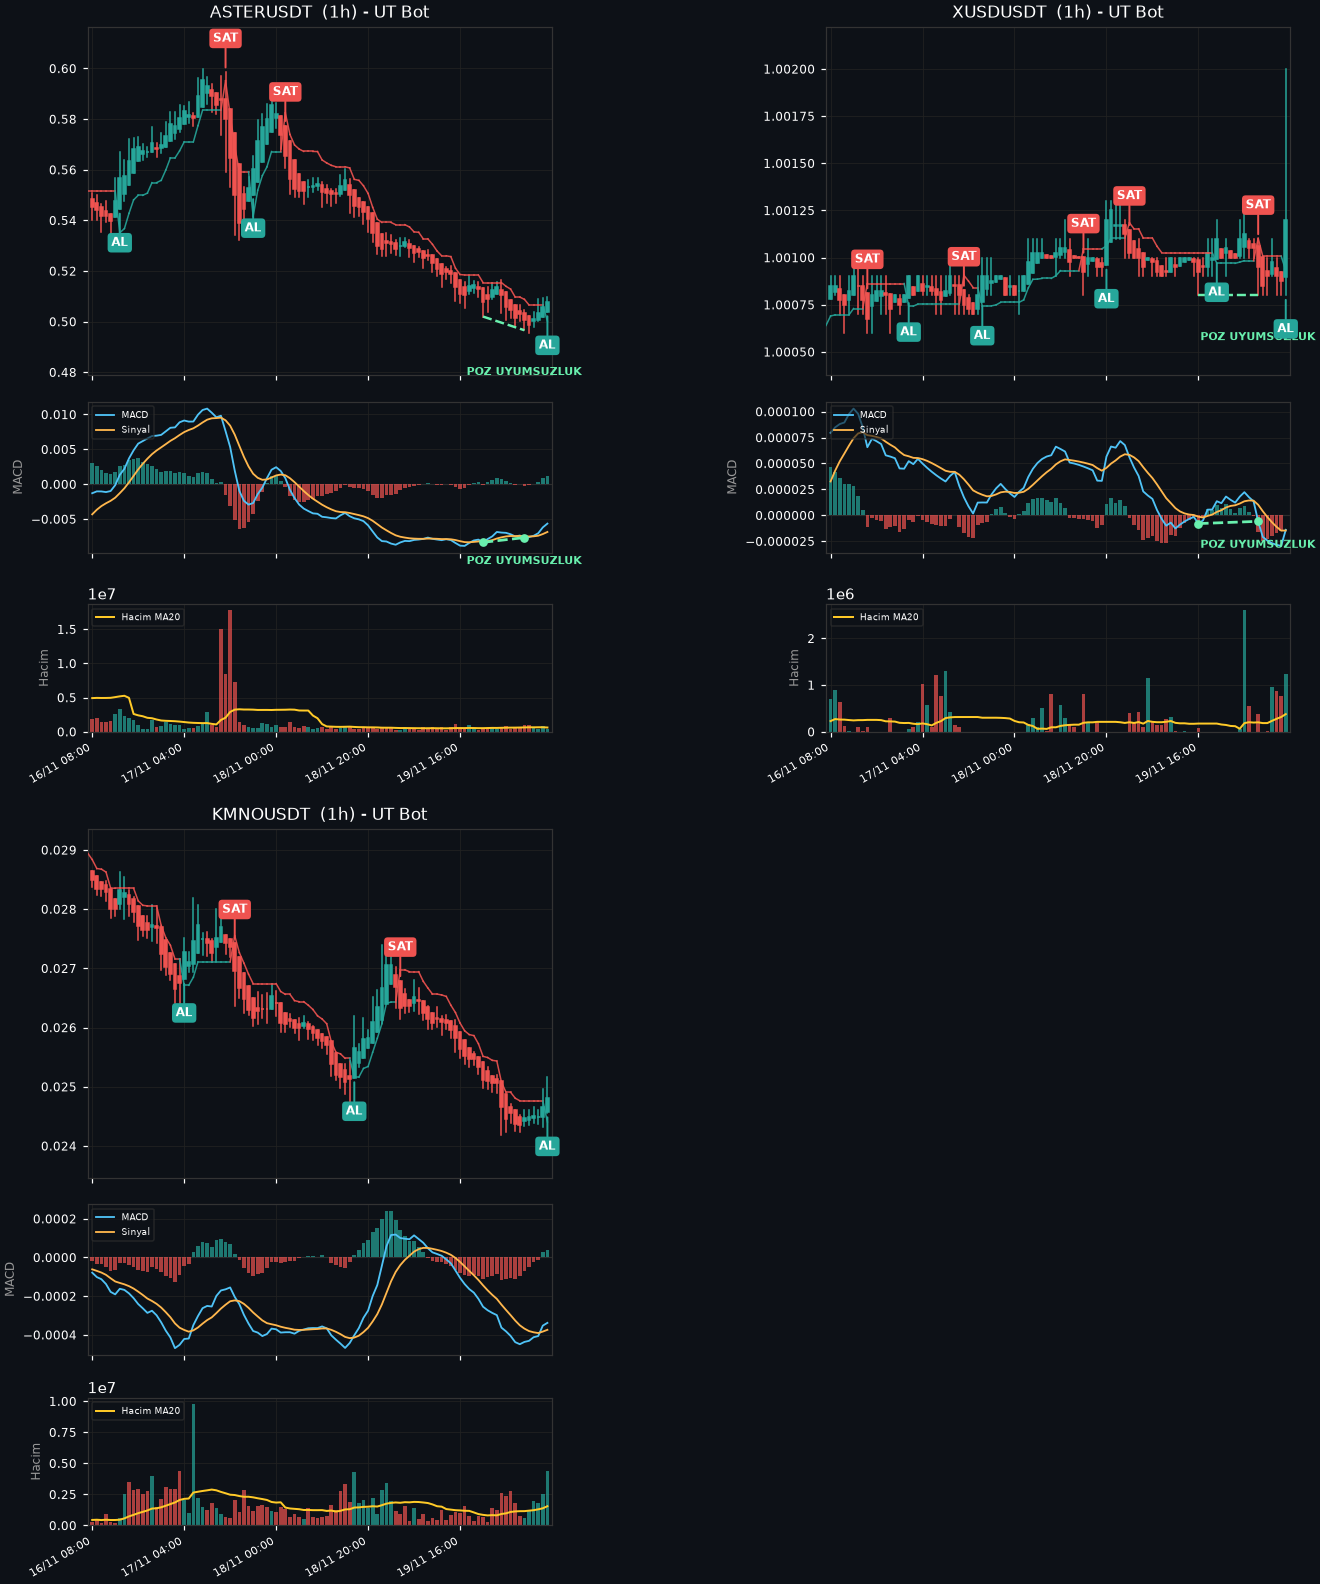 ASTERUSDT (1h) - UT Bot
SAT
SAT
AL
AL
AL
POZ UYUMSUZLUK
0.60
0.58
0.56
0.54
0.52
0.50
0.48
MACD
Sinyal
0.010
0.005
0.000
−0.005
MACD
POZ UYUMSUZLUK
1e7
Hacim MA20
1.5
1.0
0.5
0.0
Hacim
16/11 08:00
17/11 04:00
18/11 00:00
18/11 20:00
19/11 16:00
XUSDUSDT (1h) - UT Bot
SAT
SAT
SAT
SAT
SAT
AL
AL
AL
AL
AL
POZ UYUMSUZLUK
1.00200
1.00175
1.00150
1.00125
1.00100
1.00075
1.00050
MACD
Sinyal
0.000100
0.000075
0.000050
0.000025
0.000000
−0.000025
MACD
POZ UYUMSUZLUK
1e6
Hacim MA20
2
1
0
Hacim
16/11 08:00
17/11 04:00
18/11 00:00
18/11 20:00
19/11 16:00
KMNOUSDT (1h) - UT Bot
SAT
SAT
AL
AL
AL
0.029
0.028
0.027
0.026
0.025
0.024
MACD
Sinyal
0.0002
0.0000
−0.0002
−0.0004
MACD
1e7
Hacim MA20
1.00
0.75
0.50
0.25
0.00
Hacim
16/11 08:00
17/11 04:00
18/11 00:00
18/11 20:00
19/11 16:00